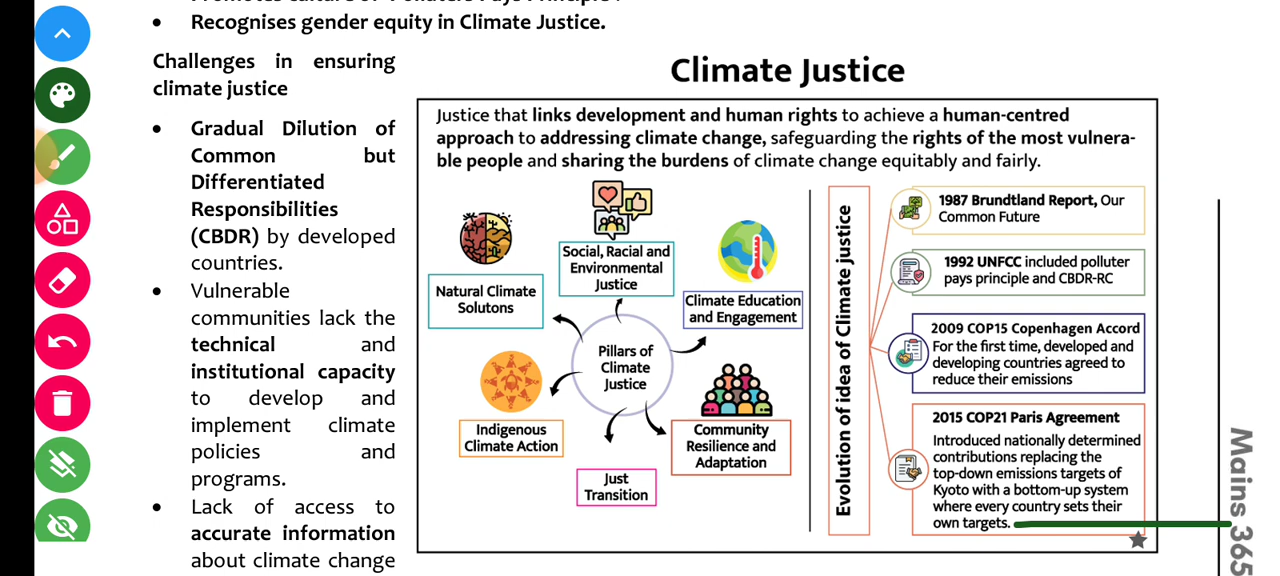 Promotes culture of 'Polluters Pays Principle'.
Recognises gender equity in Climate Justice.
Challenges in ensuring
climate justice
Gradual Dilution of
Common but
Differentiated
Responsibilities
(CBDR) by developed
countries.
Vulnerable
communities lack the
technical and
institutional capacity
to develop and
implement climate
policies and
programs.
Lack of access to
accurate information
about climate change
Climate Justice
Justice that links development and human rights to achieve a human-centred
approach to addressing climate change, safeguarding the rights of the most vulnera-
ble people and sharing the burdens of climate change equitably and fairly.
Social, Racial and
Environmental
Justice
Natural Climate
Solutons
Climate Education
and Engagement
Pillars of
Climate
Justice
Indigenous
Climate Action
Community
Resilience and
Adaptation
Just
Transition
Evolution of idea of Climate justice
1987 Brundtland Report, Our
Common Future
1992 UNFCC included polluter
pays principle and CBDR-RC
2009 COP15 Copenhagen Accord
For the first time, developed and
developing countries agreed to
reduce their emissions
2015 COP21 Paris Agreement
Introduced nationally determined
contributions replacing the
top-down emissions targets of
Kyoto with a bottom-up system
where every country sets their
own targets.
Mains 365